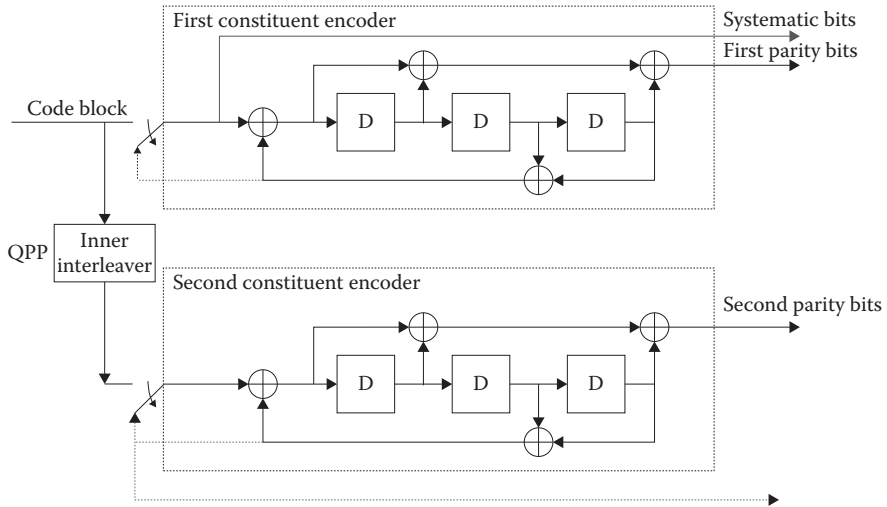 First constituent encoder
Systematic bits
First parity bits
Code block
D
D
D
QPP
Inner
interleaver
Second constituent encoder
Second parity bits
D
D
D